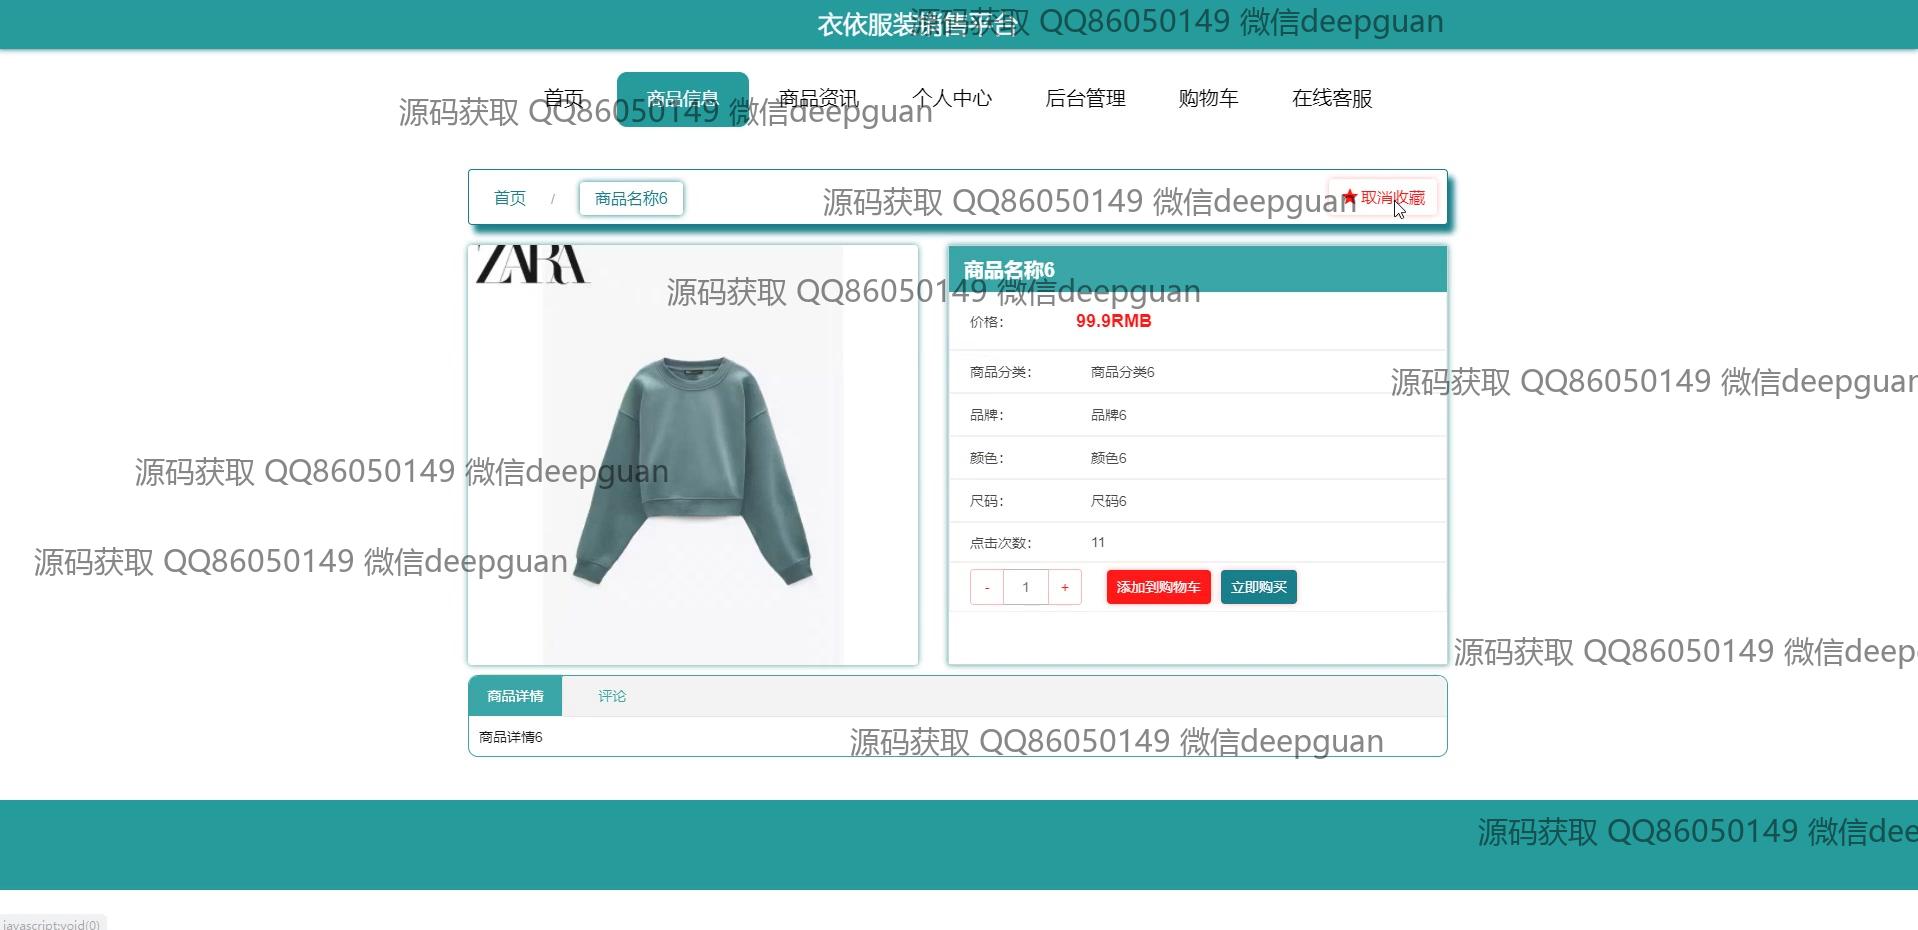 衣依服装销售平台
源码获取 QQ86050149 微信deepguan
首页
商品信息
商品资讯
个人中心
后台管理
购物车
在线客服
源码获取 QQ86050149 微信deepguan
首页 / 商品名称6
源码获取 QQ86050149 微信deepguan
★取消收藏
ZARA
商品名称6
源码获取 QQ86050149 微信deepguan
价格： 99.9RMB
商品分类： 商品分类6
源码获取 QQ86050149 微信deepguan
品牌： 品牌6
颜色： 颜色6
源码获取 QQ86050149 微信deepguan
尺码： 尺码6
点击次数： 11
源码获取 QQ86050149 微信deepguan
- 1 + 添加到购物车 立即购买
源码获取 QQ86050149 微信deep
商品详情 评论
商品详情6
源码获取 QQ86050149 微信deepguan
源码获取 QQ86050149 微信dee
javascript:void(0)